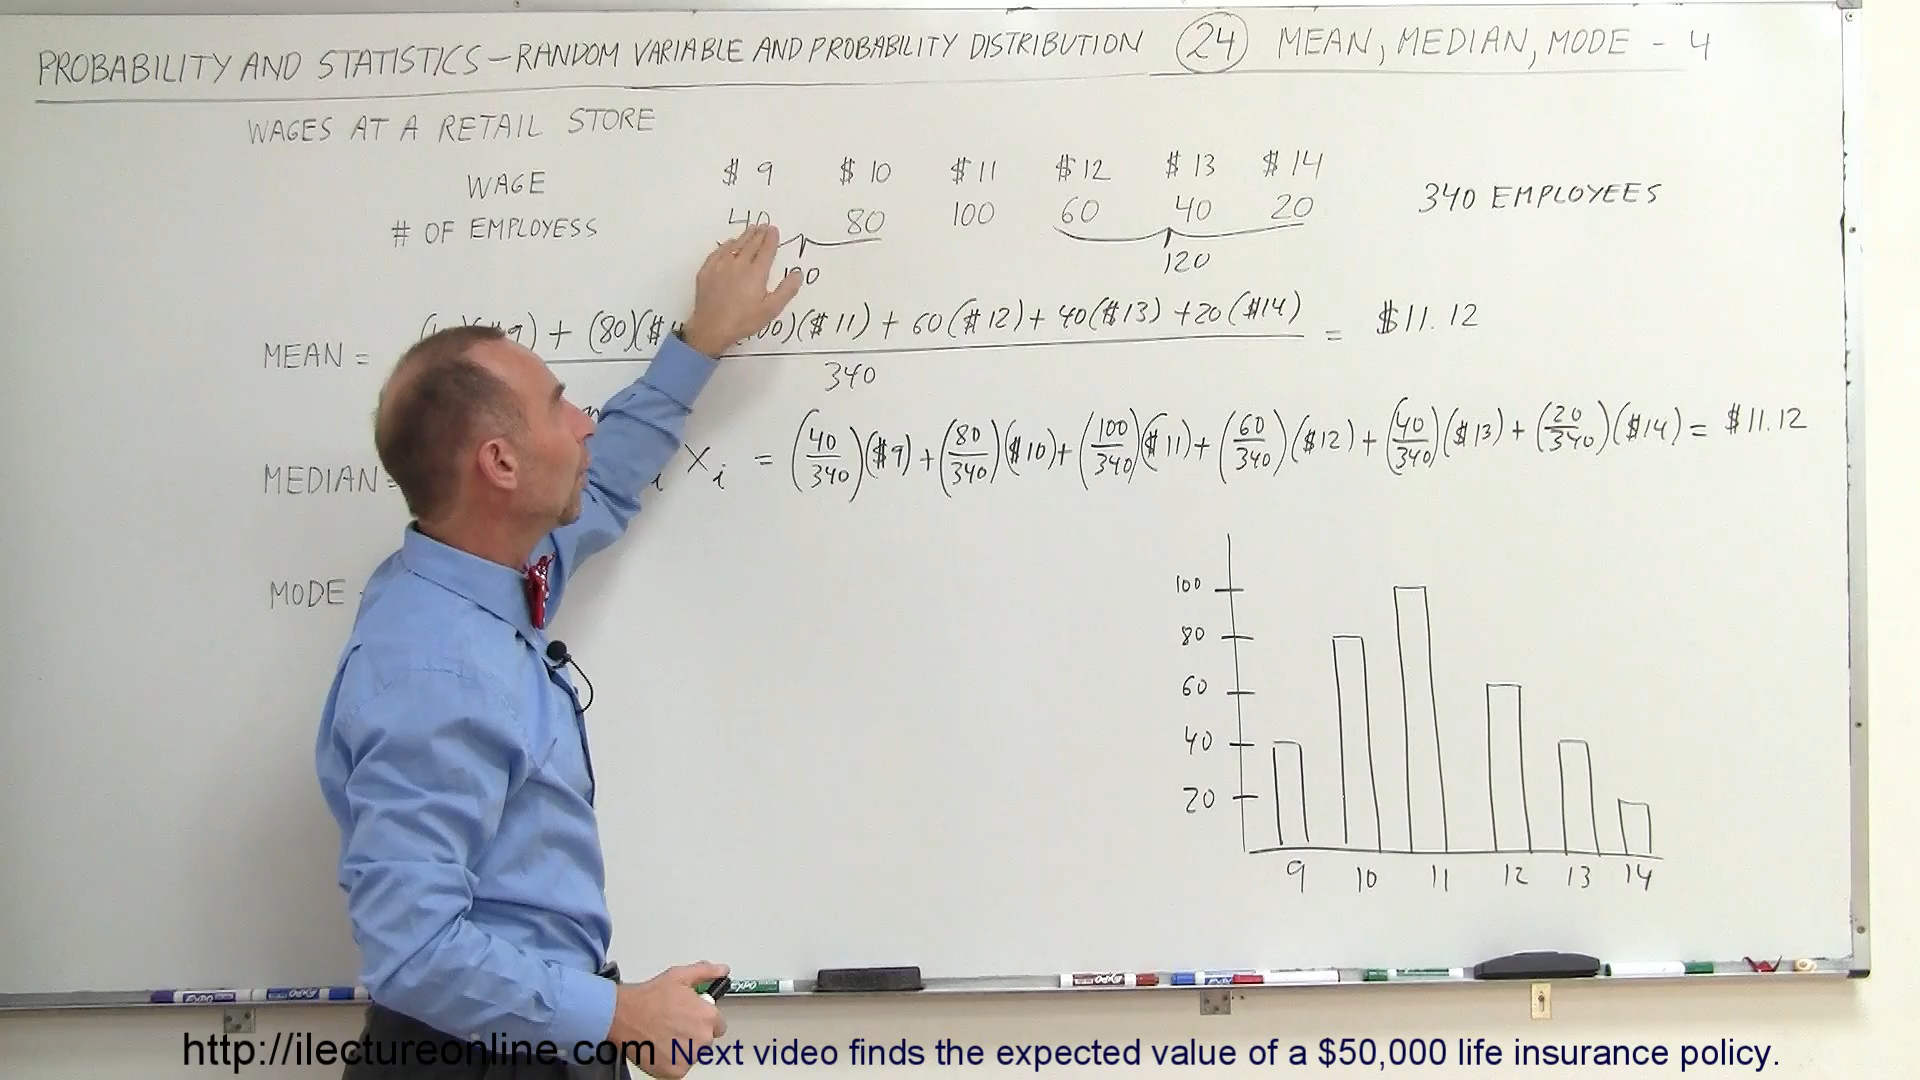 PROBABILITY AND STATISTICS – RANDOM VARIABLE AND PROBABILITY DISTRIBUTION (24) MEAN, MEDIAN, MODE - 4
WAGES AT A RETAIL STORE
WAGE $9 $10 $11 $12 $13 $14
# OF EMPLOYESS 40 80 100 60 40 20 340 EMPLOYEES
120
MEAN = + (80)($ )($11) + 60($12) + 40($13) + 20($14) = $11.12
340
MEDIAN = i Xi = (40/340)($9) + (80/340)($10) + (100/340)($11) + (60/340)($12) + (40/340)($13) + (20/340)($14) = $11.12
MODE
100
80
60
40
20
9 10 11 12 13 14
EXPO
http://ilectureonline.com Next video finds the expected value of a $50,000 life insurance policy.